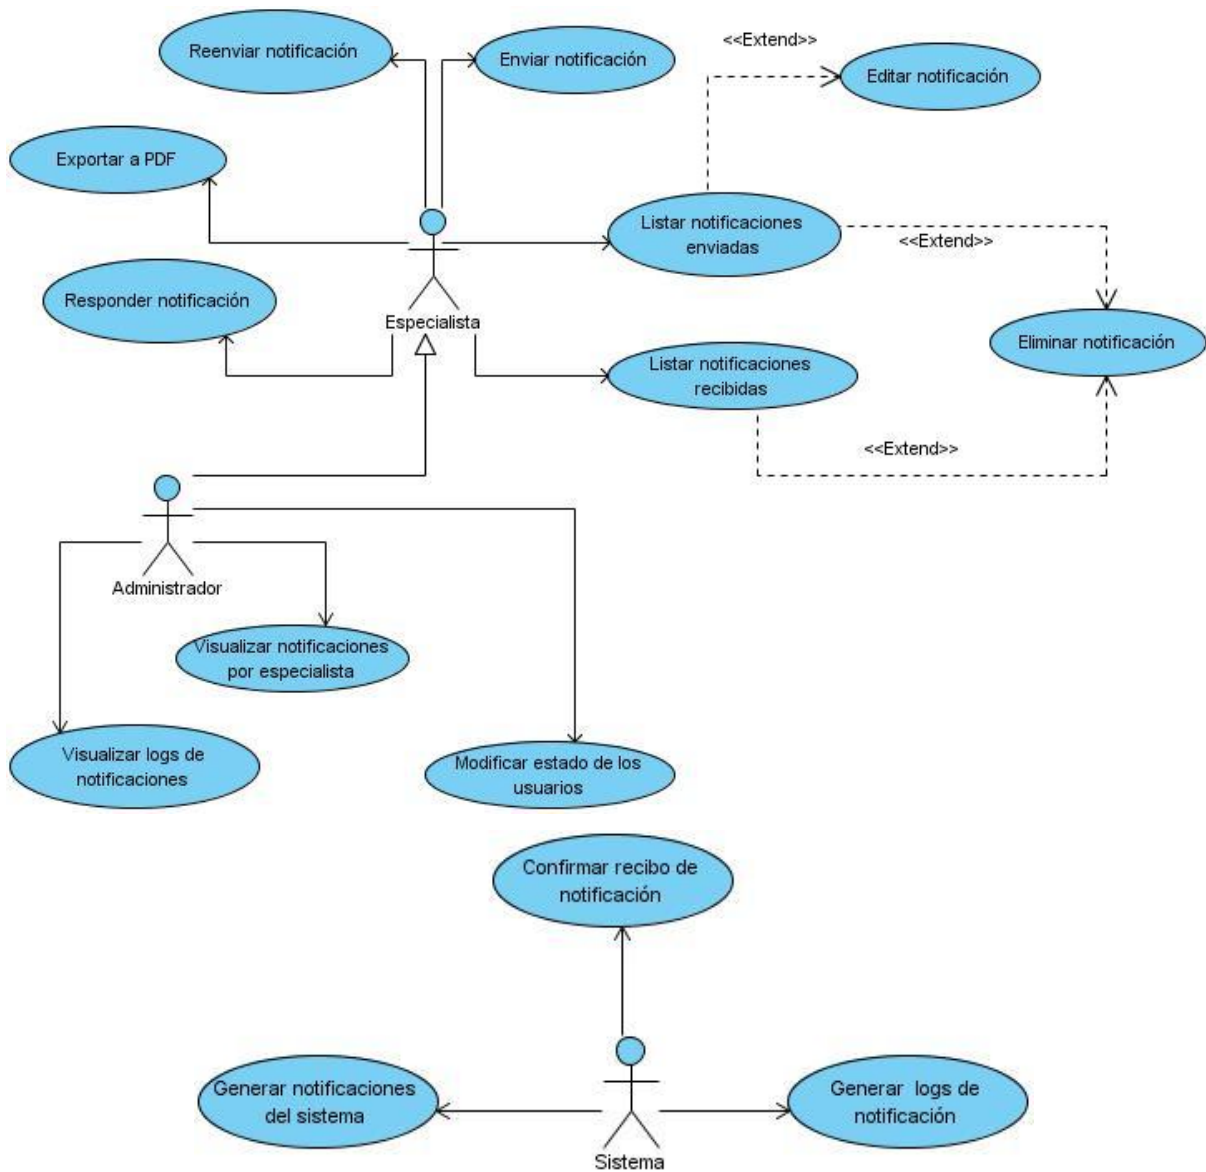 Reenviar notificación
Enviar notificación
<<Extend>>
Editar notificación
Exportar a PDF
Listar notificaciones
enviadas
<<Extend>>
Responder notificación
Especialista
Eliminar notificación
Listar notificaciones
recibidas
<<Extend>>
Administrador
Visualizar notificaciones
por especialista
Visualizar logs de
notificaciones
Modificar estado de los
usuarios
Confirmar recibo de
notificación
Generar notificaciones
del sistema
Generar logs de
notificación
Sistema